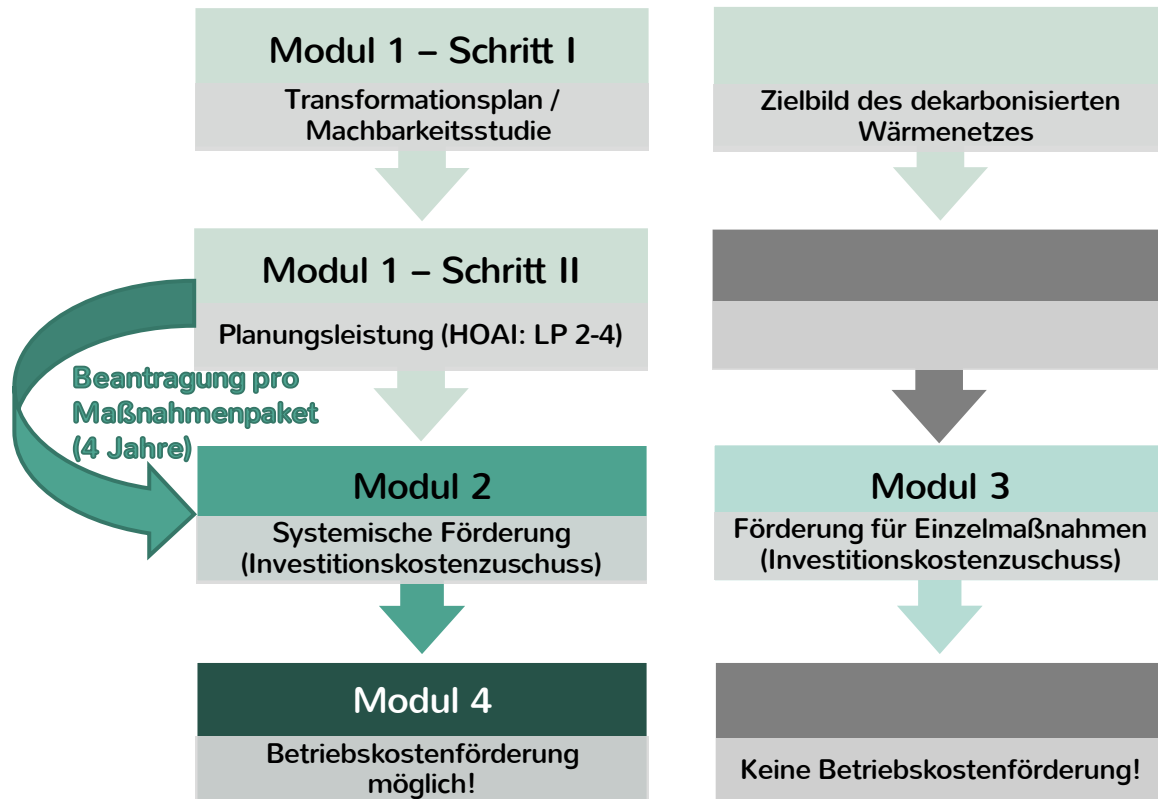 Modul 1 – Schritt I
Transformationsplan /
Machbarkeitsstudie
Zielbild des dekarbonisierten
Wärmenetzes
Modul 1 – Schritt II
Planungsleistung (HOAI: LP 2-4)
Beantragung pro
Maßnahmenpaket
(4 Jahre)
Modul 2
Systemische Förderung
(Investitionskostenzuschuss)
Modul 3
Förderung für Einzelmaßnahmen
(Investitionskostenzuschuss)
Modul 4
Betriebskostenförderung
möglich!
Keine Betriebskostenförderung!